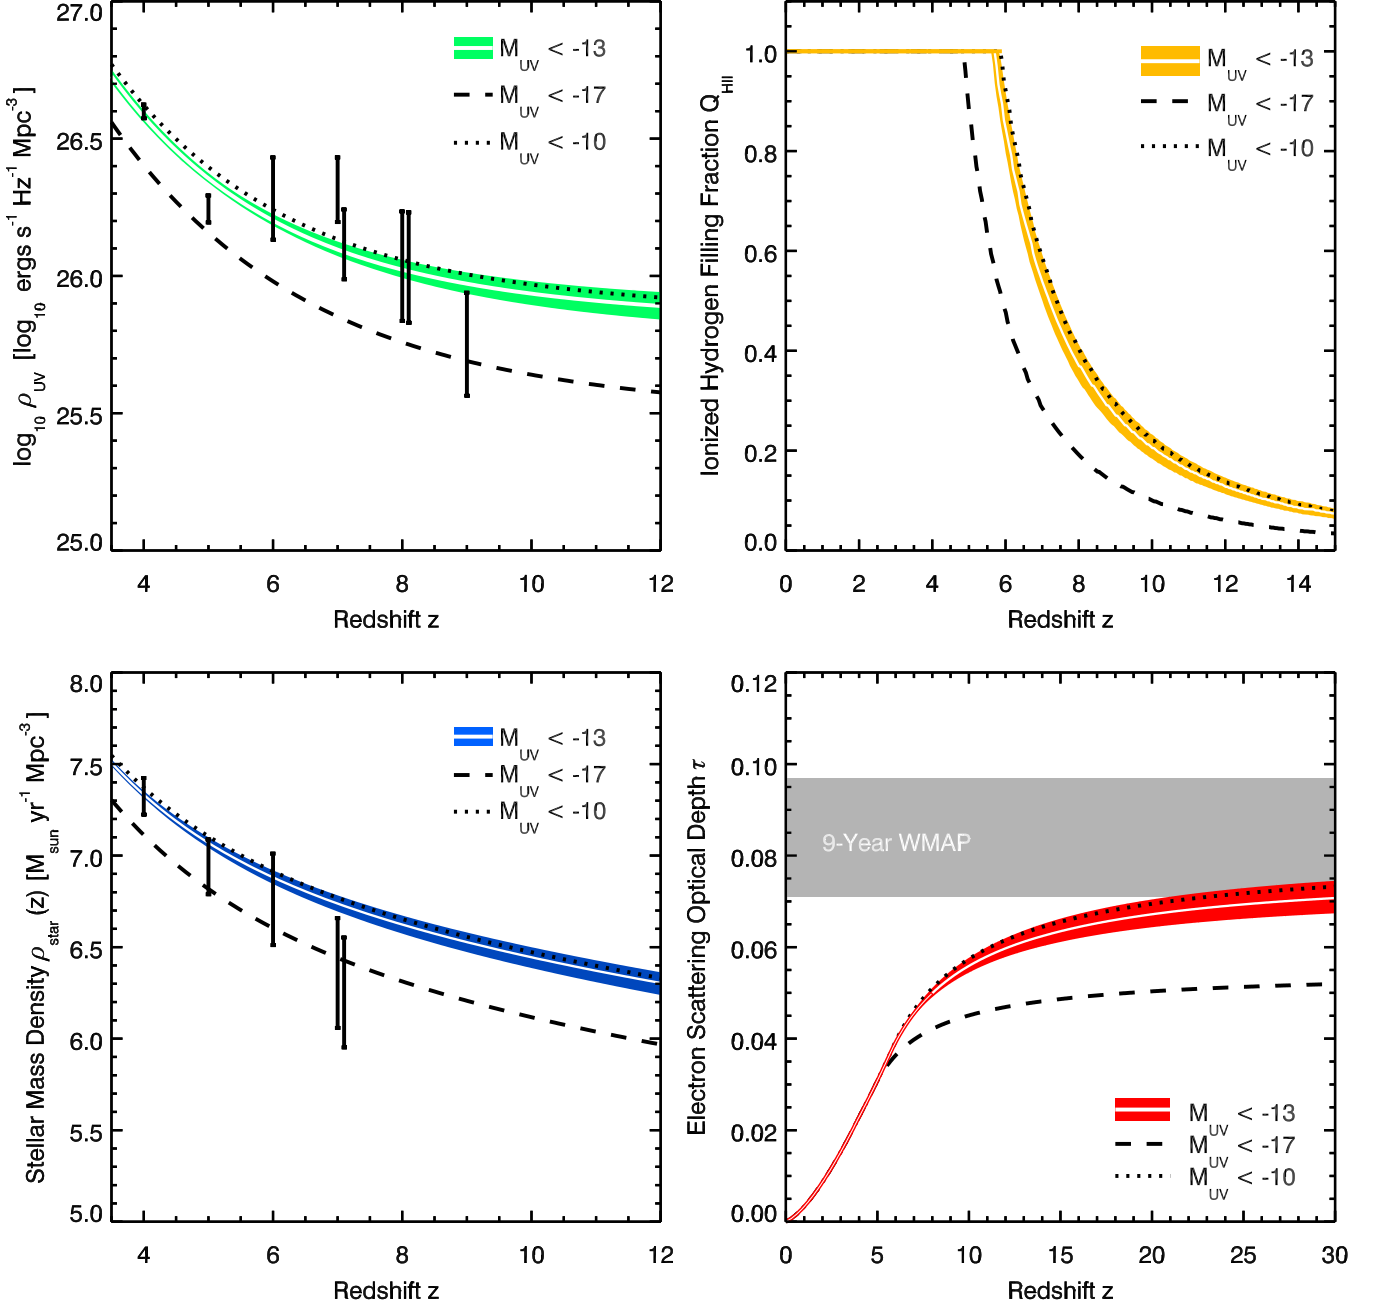 27.0
26.5
26.0
25.5
25.0
log10 ρUV [log10 ergs s-1 Hz-1 Mpc-3 ]
MUV < -13
MUV < -17
MUV < -10
4 6 8 10 12
Redshift z
1.0
0.8
0.6
0.4
0.2
0.0
Ionized Hydrogen Filling Fraction QHII
MUV < -13
MUV < -17
MUV < -10
0 2 4 6 8 10 12 14
Redshift z
8.0
7.5
7.0
6.5
6.0
5.5
5.0
Stellar Mass Density ρstar (z) [Msun yr-1 Mpc-3 ]
MUV < -13
MUV < -17
MUV < -10
4 6 8 10 12
Redshift z
0.12
0.10
0.08
0.06
0.04
0.02
0.00
Electron Scattering Optical Depth τ
9-Year WMAP
MUV < -13
MUV < -17
MUV < -10
0 5 10 15 20 25 30
Redshift z